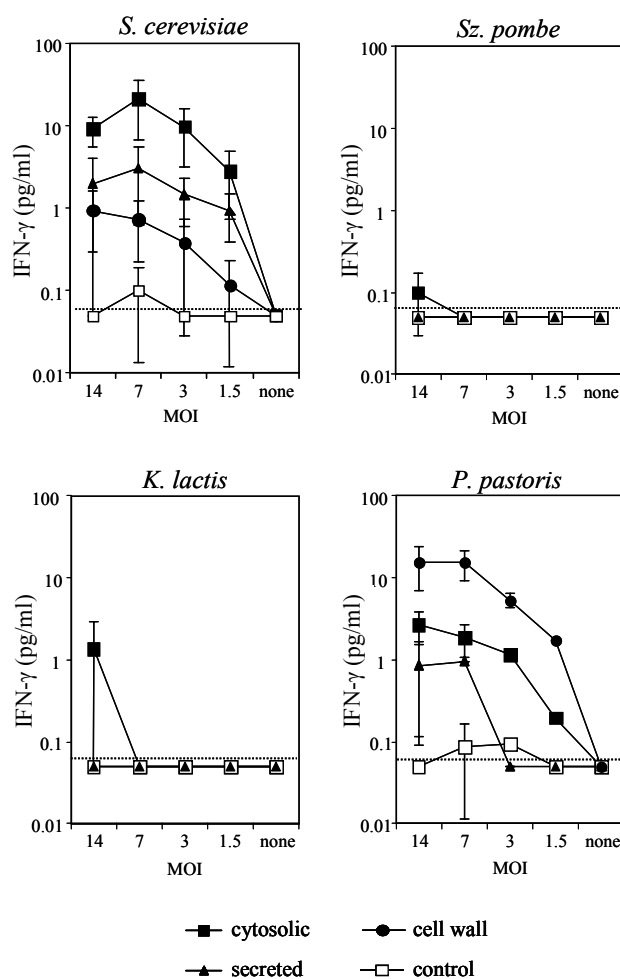 S. cerevisiae
100
10
1
0.1
0.01
IFN-γ (pg/ml)
14 7 3 1.5 none
MOI
Sz. pombe
100
10
1
0.1
0.01
IFN-γ (pg/ml)
14 7 3 1.5 none
MOI
K. lactis
100
10
1
0.1
0.01
IFN-γ (pg/ml)
14 7 3 1.5 none
MOI
P. pastoris
100
10
1
0.1
0.01
IFN-γ (pg/ml)
14 7 3 1.5 none
MOI
cytosolic cell wall
secreted control